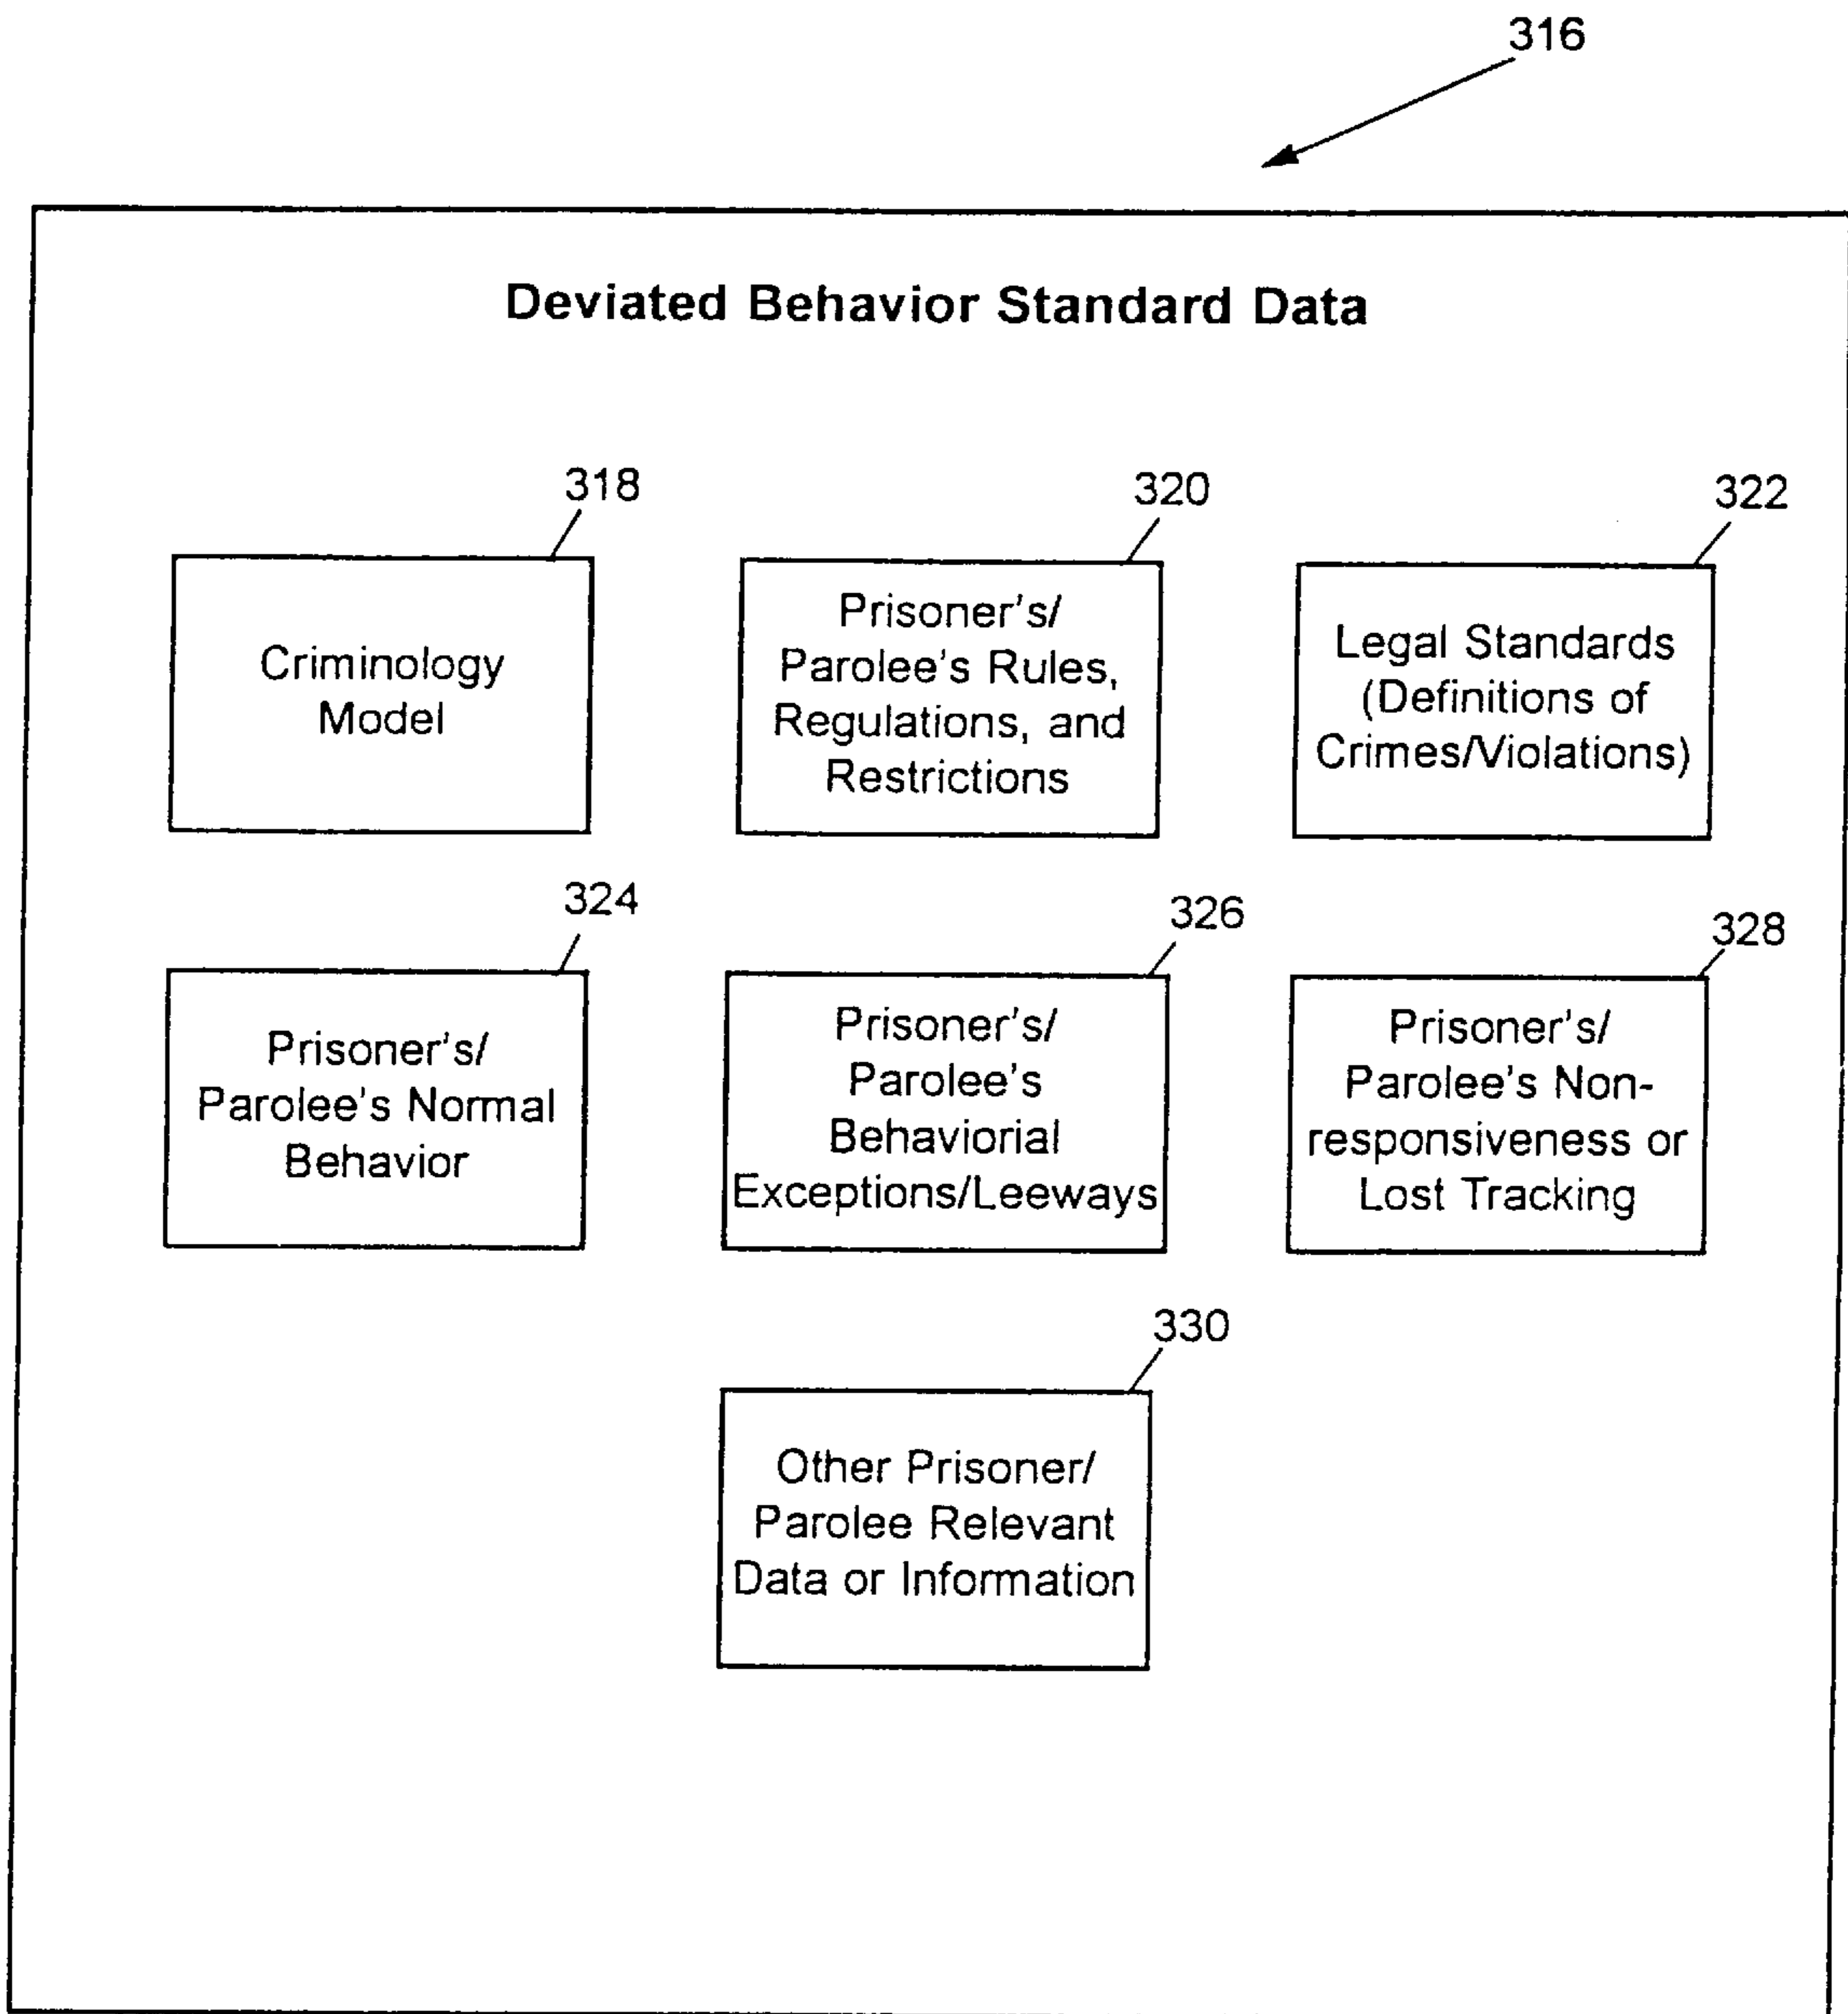 316
Deviated Behavior Standard Data
318
320
322
Criminology
Model
Prisoner's/
Parolee's Rules,
Regulations, and
Restrictions
Legal Standards
(Definitions of
Crimes/Violations)
324
326
328
Prisoner's/
Parolee's Normal
Behavior
Prisoner's/
Parolee's
Behaviorial
Exceptions/Leeways
Prisoner's/
Parolee's Non-
responsiveness or
Lost Tracking
330
Other Prisoner/
Parolee Relevant
Data or Information